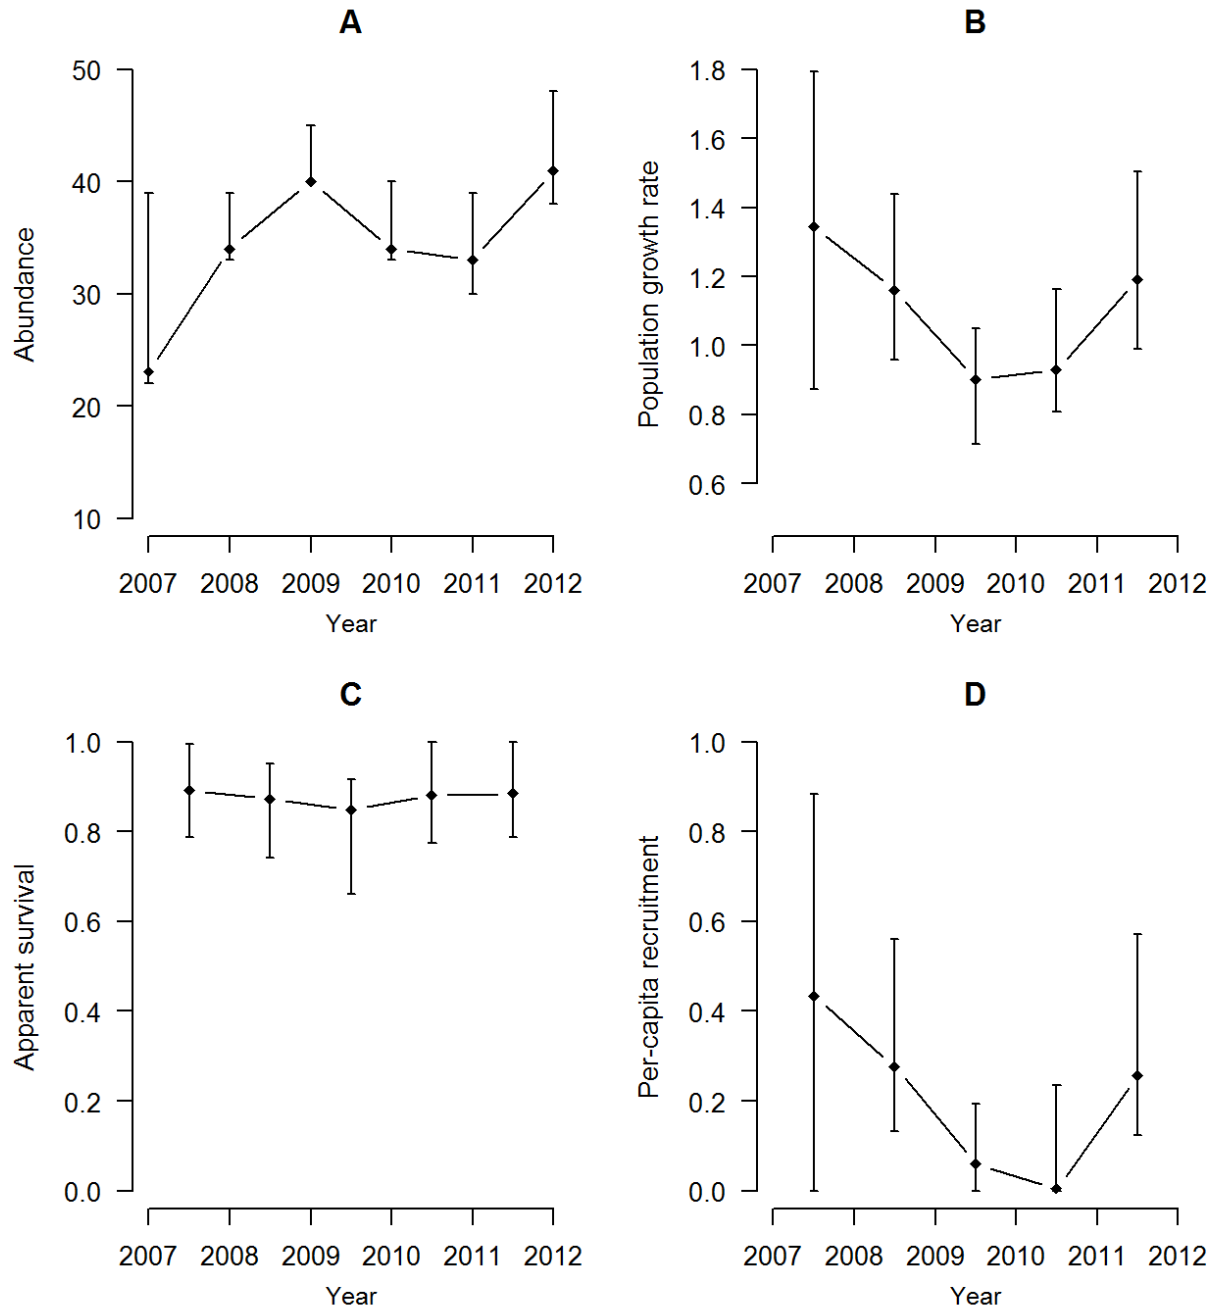 A
50
40
30
20
10
Abundance
2007 2008 2009 2010 2011 2012
Year
B
1.8
1.6
1.4
1.2
1.0
0.8
0.6
Population growth rate
2007 2008 2009 2010 2011 2012
Year
C
1.0
0.8
0.6
0.4
0.2
0.0
Apparent survival
2007 2008 2009 2010 2011 2012
Year
D
1.0
0.8
0.6
0.4
0.2
0.0
Per-capita recruitment
2007 2008 2009 2010 2011 2012
Year